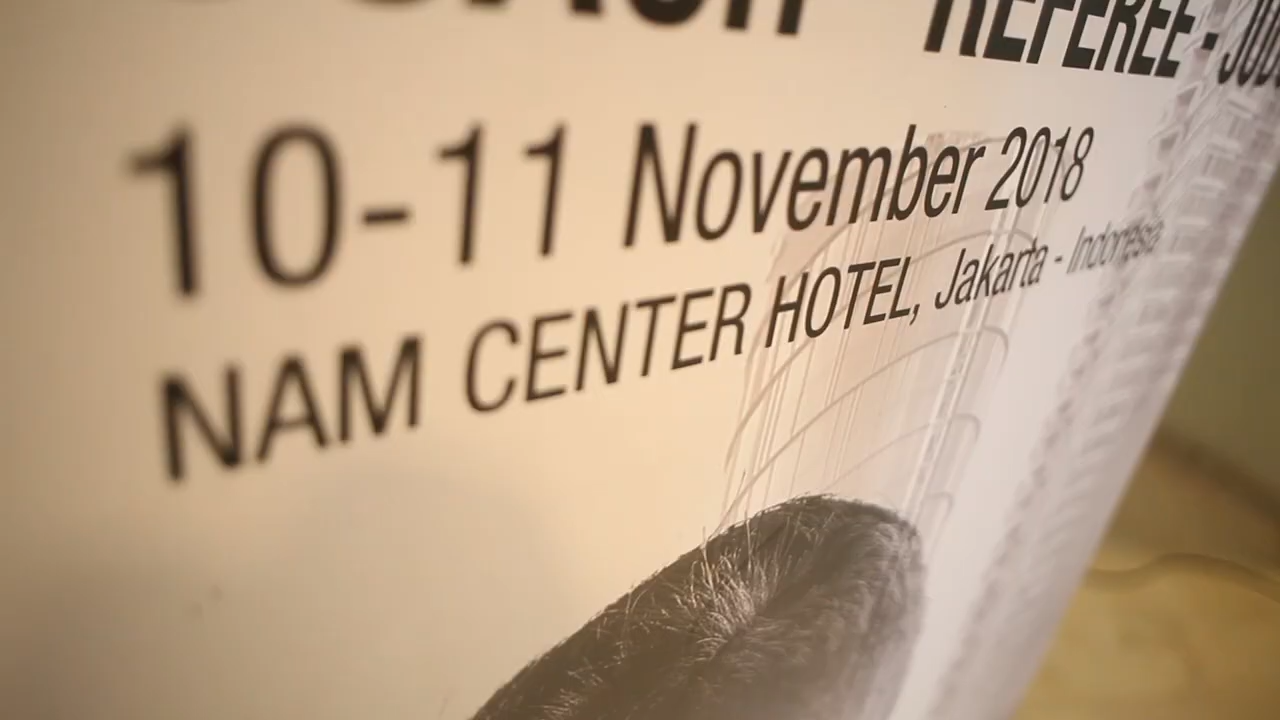 REFEREE -
10-11 November 2018
NAM CENTER HOTEL, Jakarta - Indonesia